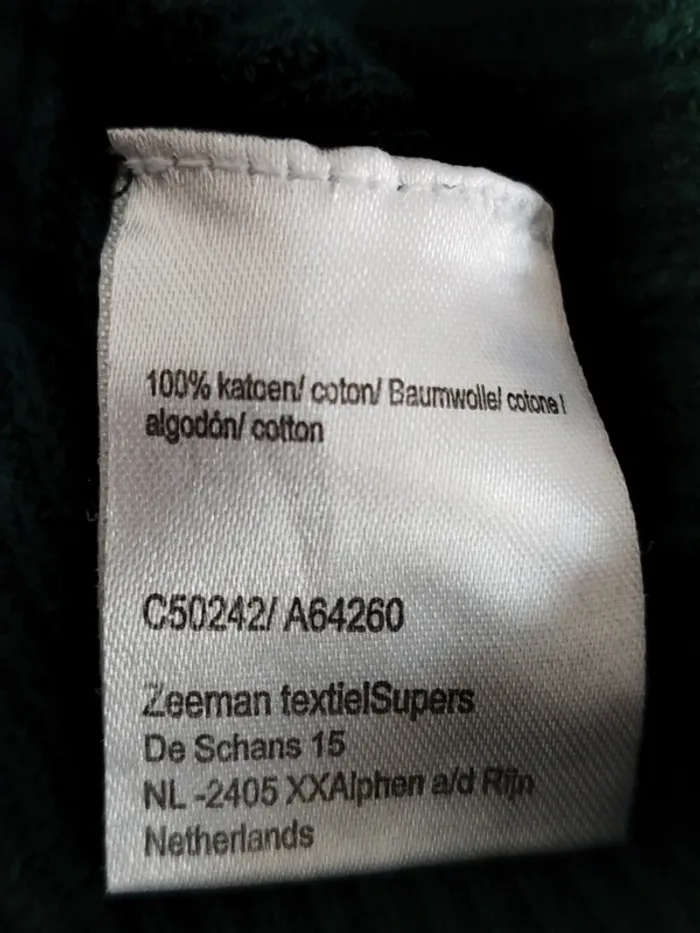 100% katoen/ coton/ Baumwolle/ cotone/
algodón/ cotton
C50242/ A64260
Zeeman textielSupers
De Schans 15
NL -2405 XXAlphen a/d Rijn
Netherlands